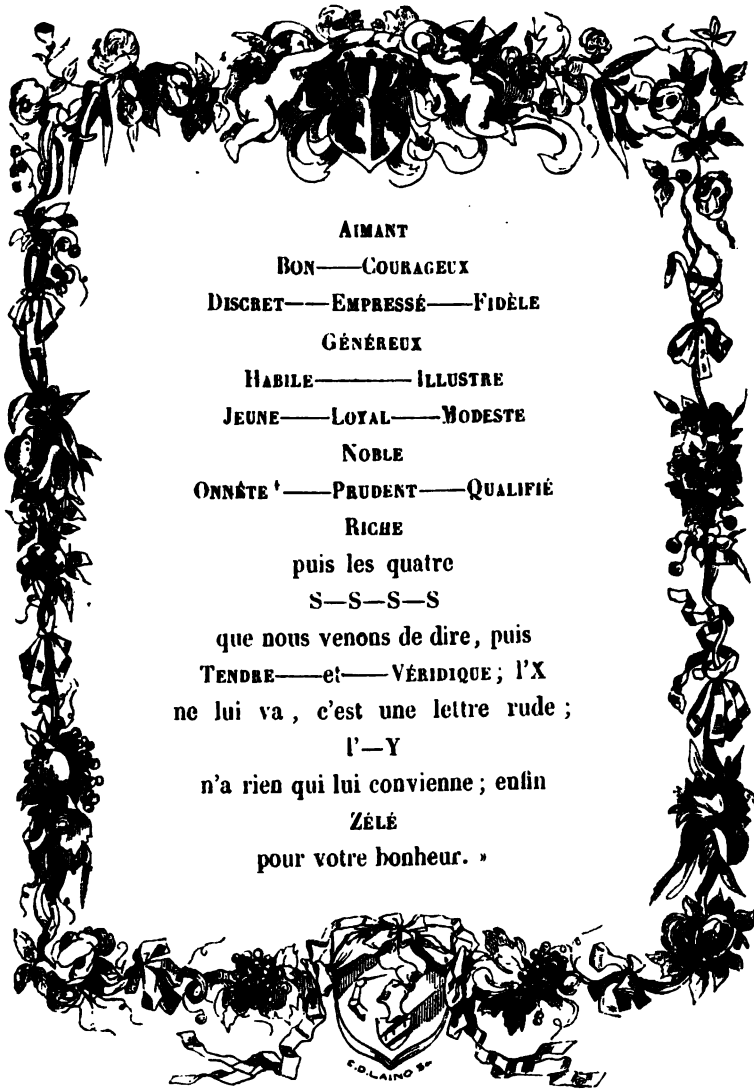 AIMANT
BON——COURAGEUX
DISCRET——EMPRESSÉ——FIDÈLE
GÉNÉREUX
HABILE————ILLUSTRE
JEUNE——LOYAL——MODESTE
NOBLE
ONNÊTE ——PRUDENT——QUALIFIÉ
RICHE
puis les quatre
S—S—S—S
que nous venons de dire, puis
TENDRE——et——VÉRIDIQUE ; l'X
ne lui va , c'est une lettre rude ;
l'—Y
n'a rien qui lui convienne ; enfin
ZÉLÉ
pour votre bonheur. »